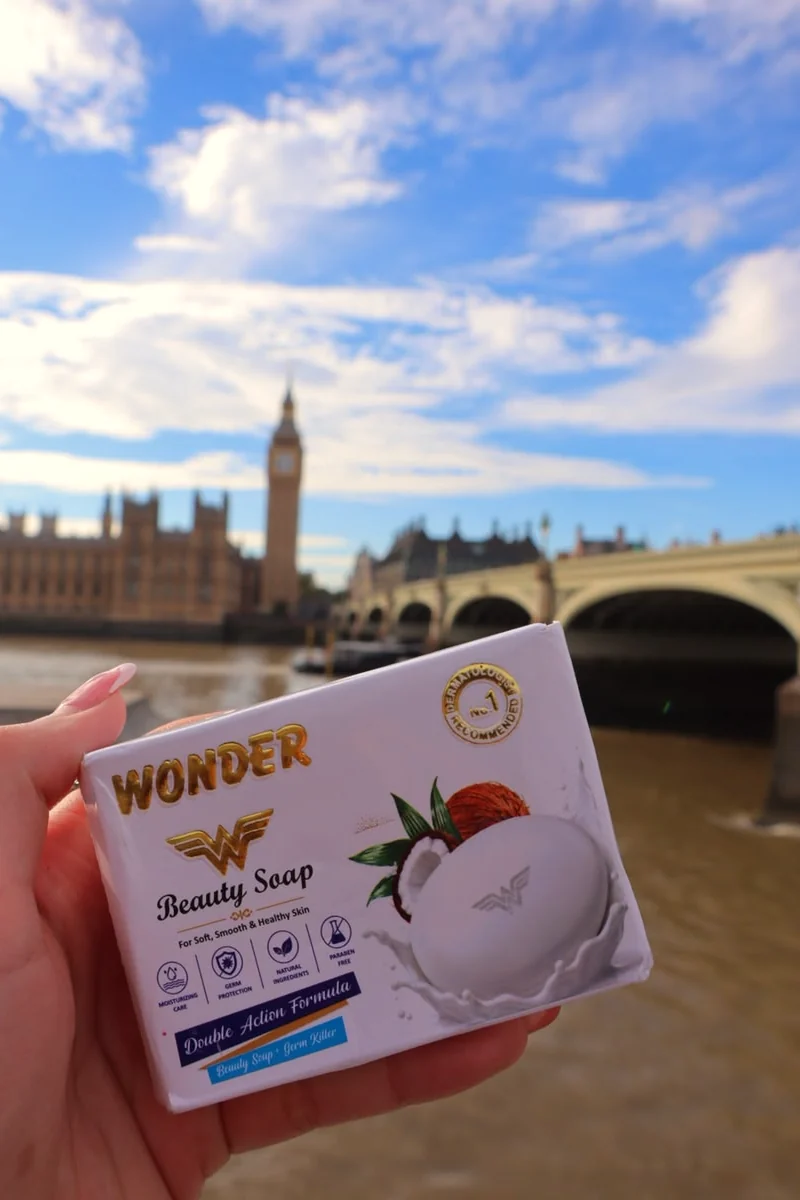 WONDER
DERMATOLOGIST
No.1
RECOMMENDED
Beauty Soap
For Soft, Smooth & Healthy Skin
MOISTURIZING
CARE
GERM
PROTECTION
NATURAL
INGREDIENTS
PARABEN
FREE
Double Action Formula
Beauty Soap + Germ Killer